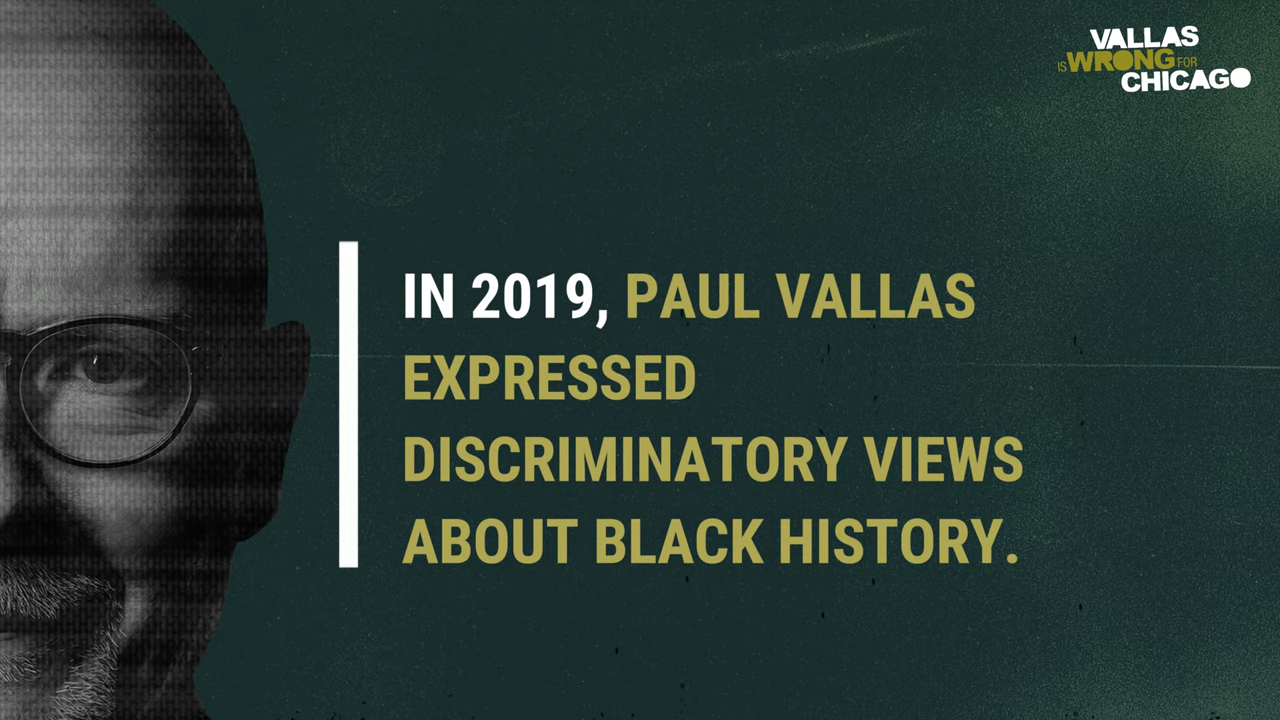 VALLAS
IS WRONG FOR
CHICAGO
IN 2019, PAUL VALLAS
EXPRESSED
DISCRIMINATORY VIEWS
ABOUT BLACK HISTORY.